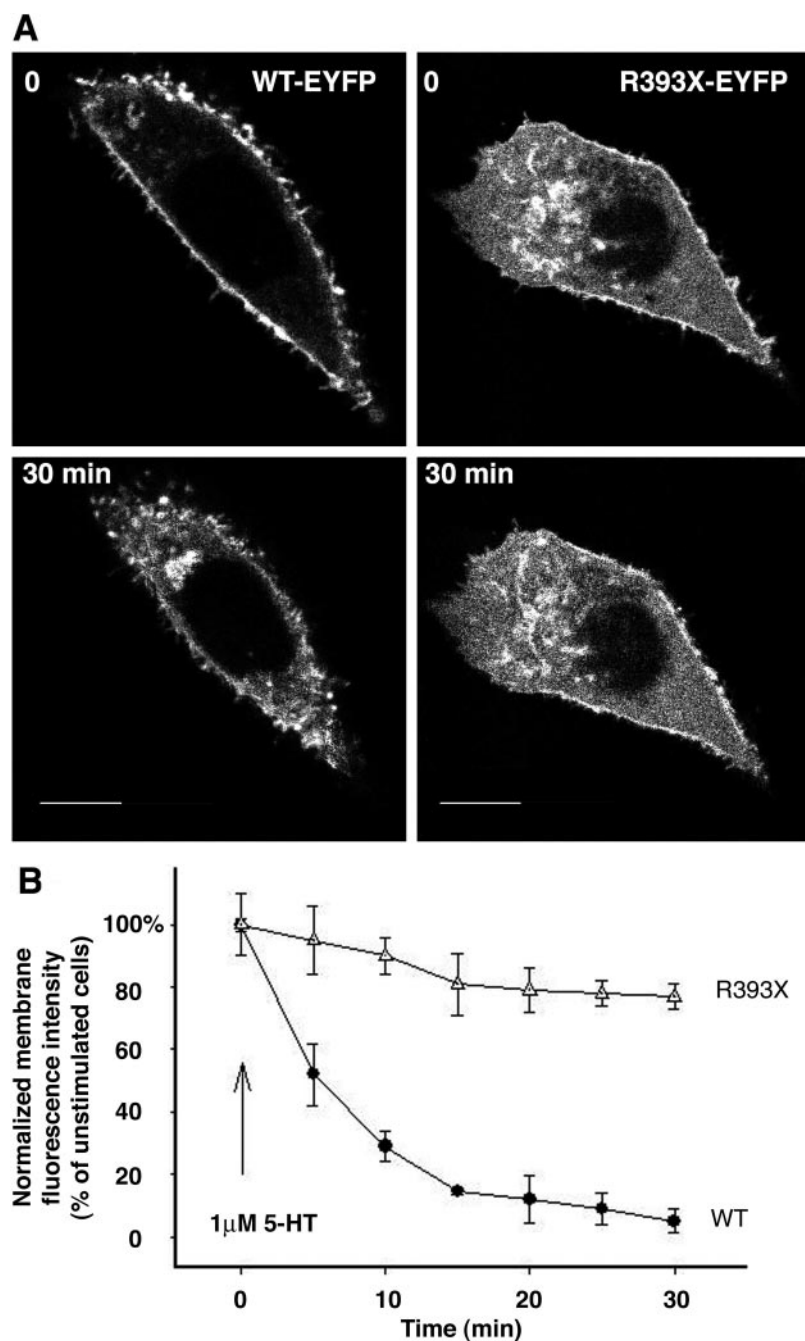 A
0 WT-EYFP
0 R393X-EYFP
30 min
30 min
B
Normalized membrane
fluorescence intensity
(% of unstimulated cells)
100%
80
60
40
20
0
R393X
WT
1µM 5-HT
0 10 20 30
Time (min)